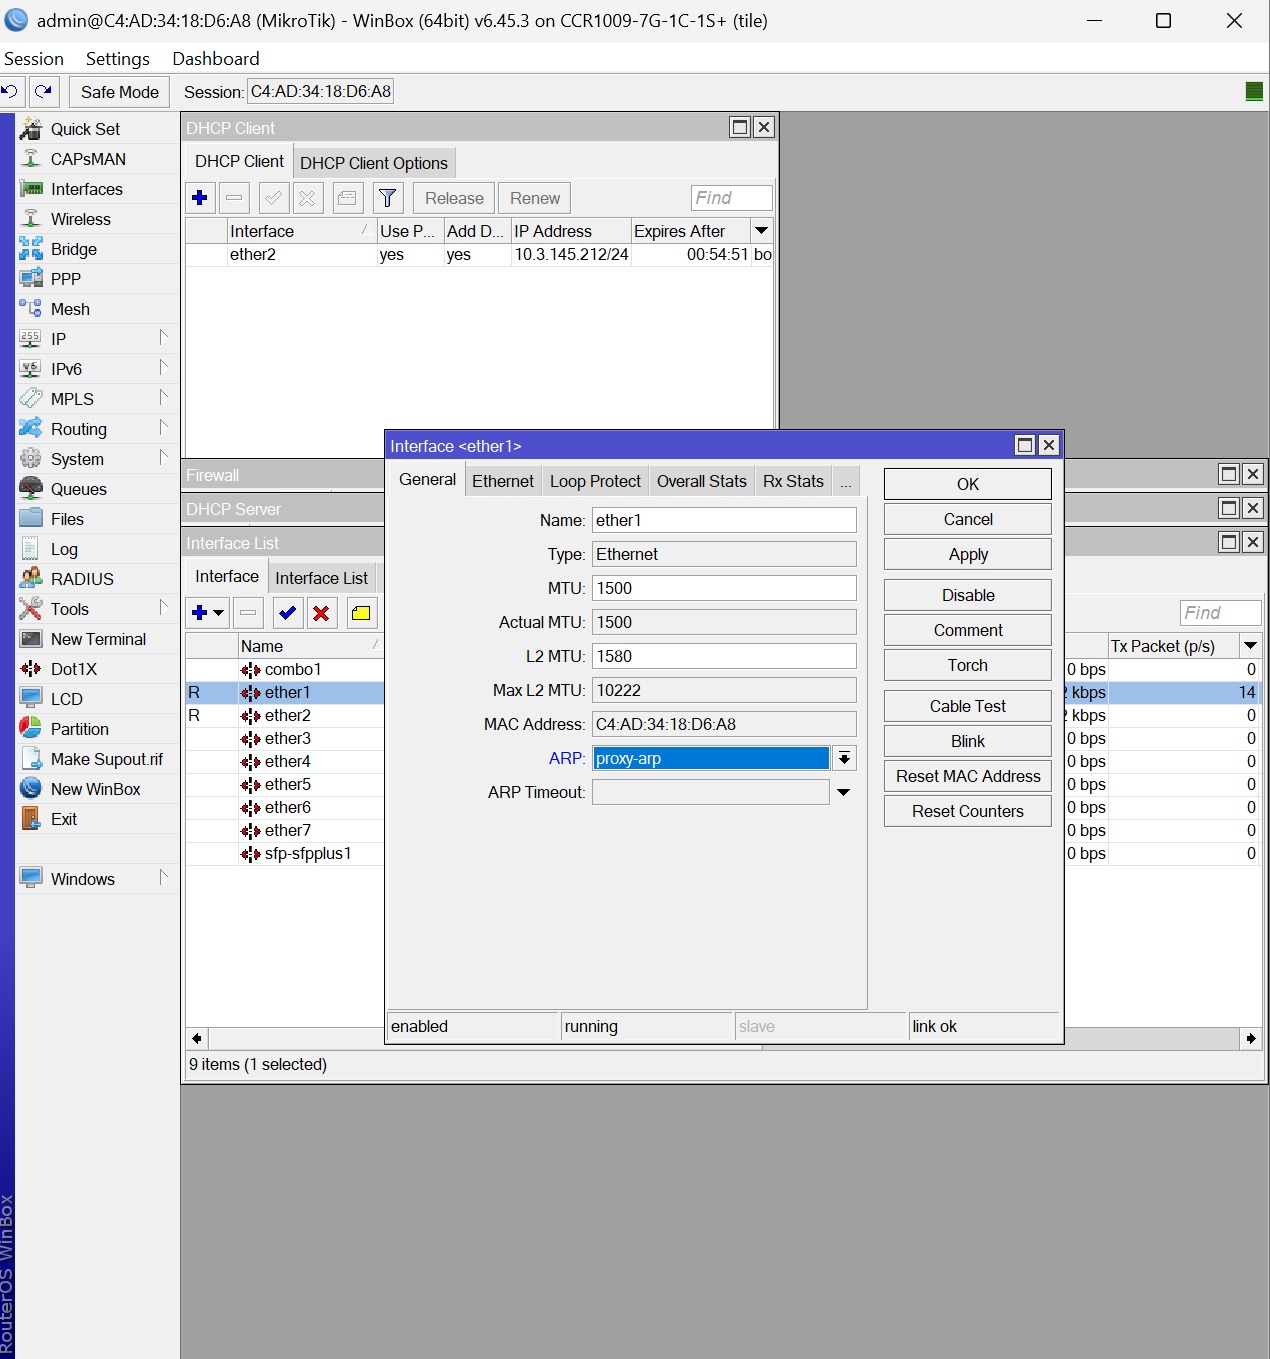 admin@C4:AD:34:18:D6:A8 (MikroTik) - WinBox (64bit) v6.45.3 on CCR1009-7G-1C-1S+ (tile)
Session Settings Dashboard
Safe Mode Session: C4:AD:34:18:D6:A8
Quick Set
CAPsMAN
Interfaces
Wireless
Bridge
PPP
Mesh
IP
IPv6
MPLS
Routing
System
Queues
Files
Log
RADIUS
Tools
New Terminal
Dot1X
LCD
Partition
Make Supout.rif
New WinBox
Exit
Windows
RouterOS WinBox
DHCP Client
DHCP Client DHCP Client Options
Release Renew Find
Interface Use P... Add D... IP Address Expires After
ether2 yes yes 10.3.145.212/24 00:54:51 bo
Firewall
DHCP Server
Interface List
Interface Interface List
Find
Name Tx Packet (p/s)
combo1 0 bps 0
R ether1 kbps 14
R ether2 kbps 0
ether3 0 bps 0
ether4 0 bps 0
ether5 0 bps 0
ether6 0 bps 0
ether7 0 bps 0
sfp-sfpplus1 0 bps 0
9 items (1 selected)
Interface <ether1>
General Ethernet Loop Protect Overall Stats Rx Stats ...
Name: ether1
Type: Ethernet
MTU: 1500
Actual MTU: 1500
L2 MTU: 1580
Max L2 MTU: 10222
MAC Address: C4:AD:34:18:D6:A8
ARP: proxy-arp
ARP Timeout:
OK
Cancel
Apply
Disable
Comment
Torch
Cable Test
Blink
Reset MAC Address
Reset Counters
enabled running slave link ok